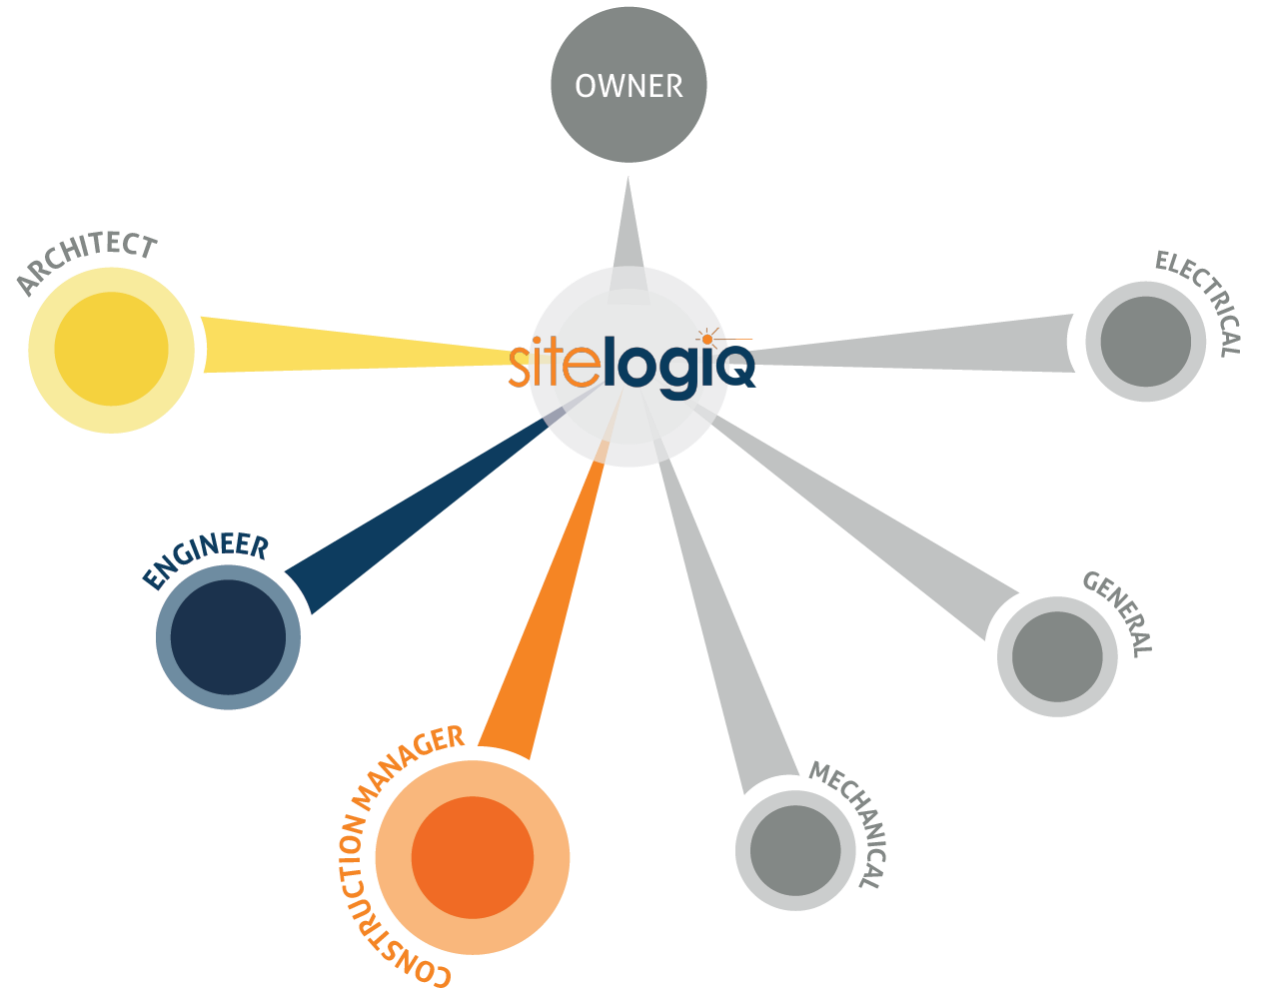 OWNER
ARCHITECT
ELECTRICAL
sitelogiq
ENGINEER
GENERAL
CONSTRUCTION MANAGER
MECHANICAL